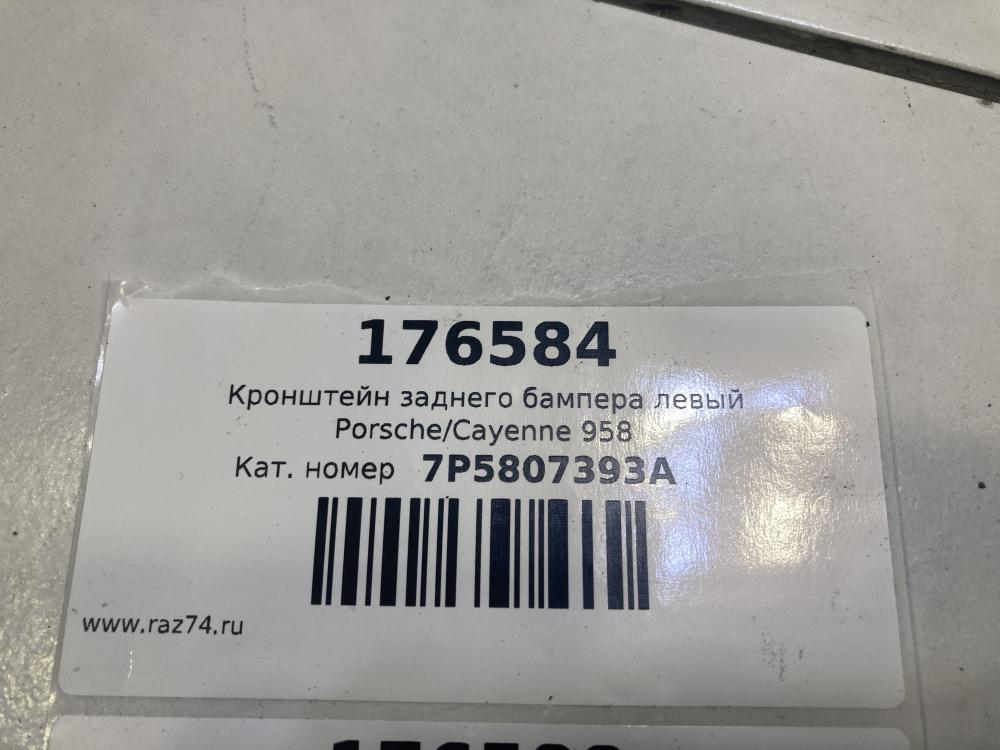 176584
Кронштейн заднего бампера левый
Porsche/Cayenne 958
Кат. номер 7P5807393A
www.raz74.ru